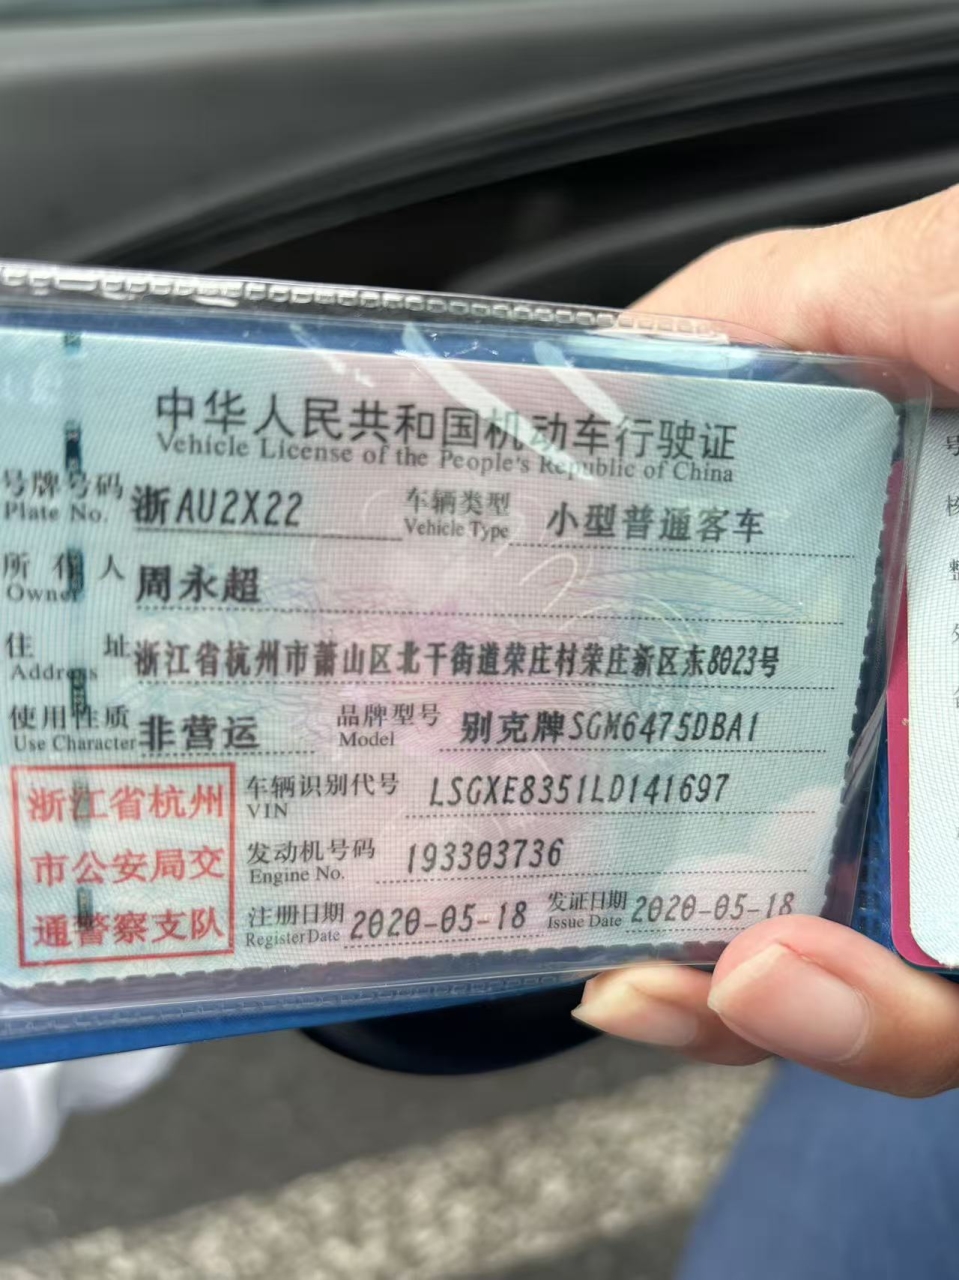 中华人民共和国机动车行驶证
Vehicle License of the People's Republic of China
号牌号码 浙AU2X22 车辆类型 小型普通客车
Plate No. Vehicle Type
所有人 周永超
Owner
住址 浙江省杭州市萧山区北干街道荣庄村荣庄新区东8023号
Address
使用性质 非营运 品牌型号 别克牌SGM6475DBA1
Use Character Model
浙江省杭州 车辆识别代号 LSGXE8351LD141697
VIN
市公安局交 发动机号码 193303736
Engine No.
通警察支队 注册日期 2020-05-18 发证日期 2020-05-18
Register Date Issue Date
号
整